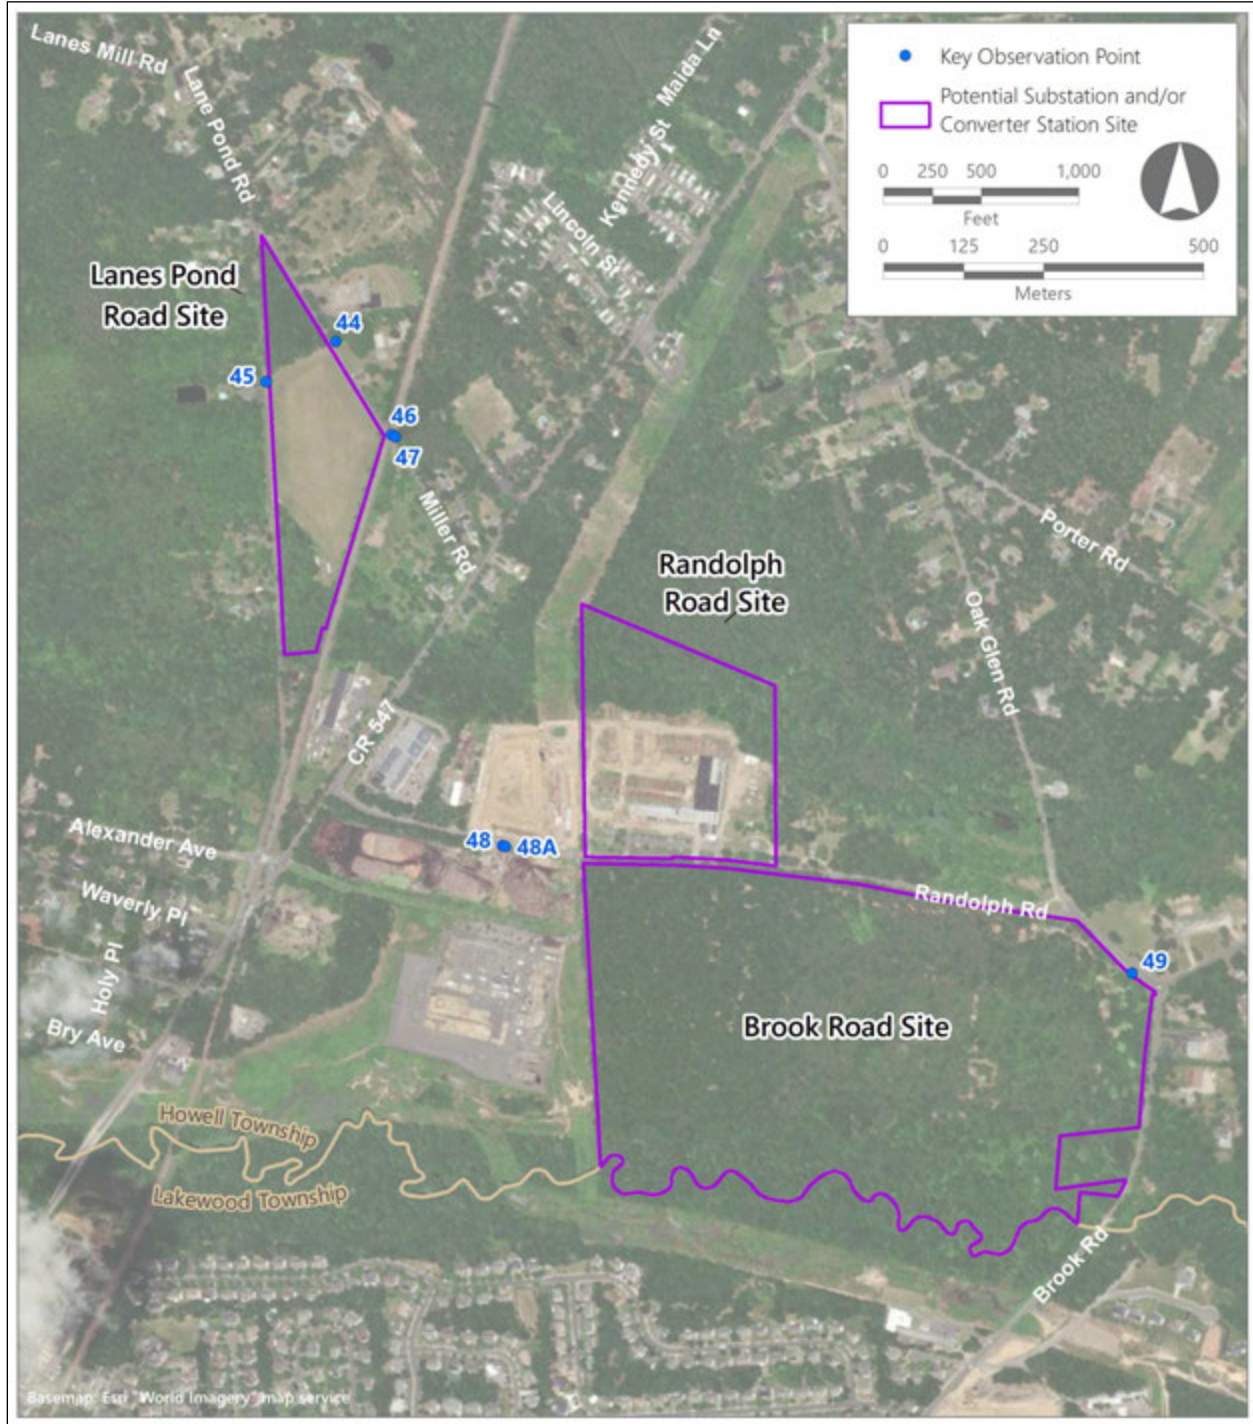 Lanes Mill Rd
Lane Pond Rd
Maida Ln
Kennedy St
Lincoln St
Key Observation Point
Potential Substation and/or
Converter Station Site
0 250 500 1,000
Feet
0 125 250 500
Meters
Lanes Pond
Road Site
44
45
46
47
Miller Rd
Porter Rd
Randolph
Road Site
Oak Glen Rd
CR 547
Alexander Ave
48 48A
Waverly Pl
Randolph Rd
Holy Pl
49
Bry Ave
Brook Road Site
Howell Township
Lakewood Township
Brook Rd
Basemap: Esri "World Imagery" map service